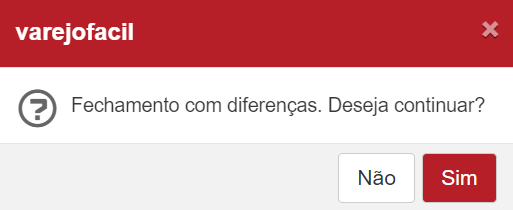 varejofacil
×
Fechamento com diferenças. Deseja continuar?
Não
Sim